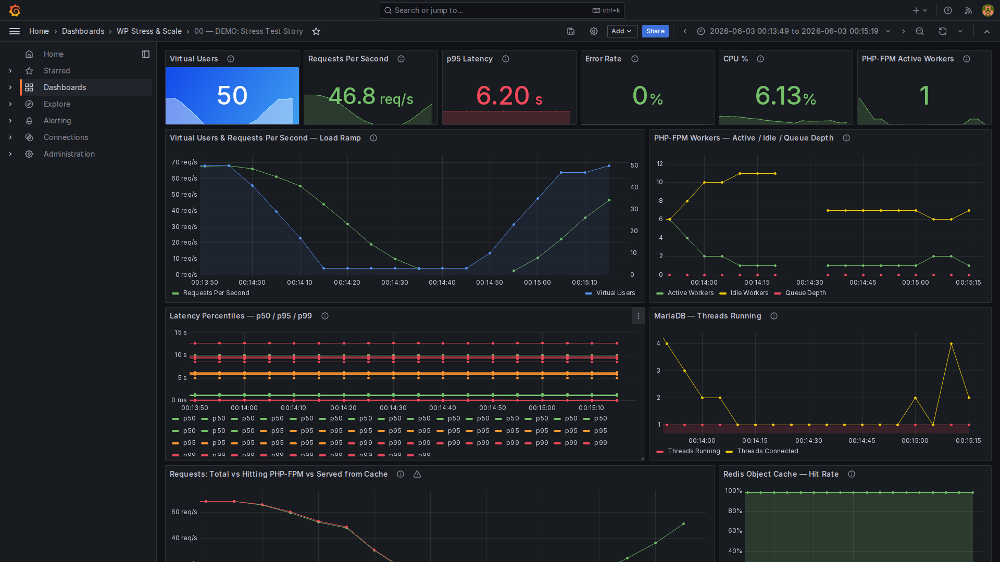 Search or jump to...
ctrl+k
Home › Dashboards › WP Stress & Scale › 00 — DEMO: Stress Test Story
Add
Share
2026-06-03 00:13:49 to 2026-06-03 00:15:19
Home
Starred
Dashboards
Explore
Alerting
Connections
Administration
Virtual Users
50
Requests Per Second
46.8 req/s
p95 Latency
6.20 s
Error Rate
0%
CPU %
6.13%
PHP-FPM Active Workers
1
Virtual Users & Requests Per Second — Load Ramp
70 req/s
60 req/s
50 req/s
40 req/s
30 req/s
20 req/s
10 req/s
0 req/s
50
40
30
20
10
0
00:13:50 00:14:00 00:14:10 00:14:20 00:14:30 00:14:40 00:14:50 00:15:00 00:15:10
Requests Per Second
Virtual Users
PHP-FPM Workers — Active / Idle / Queue Depth
12
10
8
6
4
2
0
00:14:00 00:14:15 00:14:30 00:14:45 00:15:00 00:15:15
Active Workers Idle Workers Queue Depth
Latency Percentiles — p50 / p95 / p99
15 s
10 s
5 s
0 ms
00:13:50 00:14:00 00:14:10 00:14:20 00:14:30 00:14:40 00:14:50 00:15:00 00:15:10
p50 p50 p50 p50 p50 p50 p50 p50 p50 p50 p50 p50 p50 p50 p50
p50 p50 p50 p95 p95 p95 p95 p95 p95 p95 p95 p95 p95 p95 p95
p95 p95 p95 p95 p95 p95 p99 p99 p99 p99 p99 p99 p99 p99 p99
p99 p99 p99 p99 p99 p99 p99 p99 p99
MariaDB — Threads Running
4
3
2
1
00:14:00 00:14:15 00:14:30 00:14:45 00:15:00 00:15:15
Threads Running Threads Connected
Requests: Total vs Hitting PHP-FPM vs Served from Cache
60 req/s
40 req/s
Redis Object Cache — Hit Rate
100%
80%
60%
40%